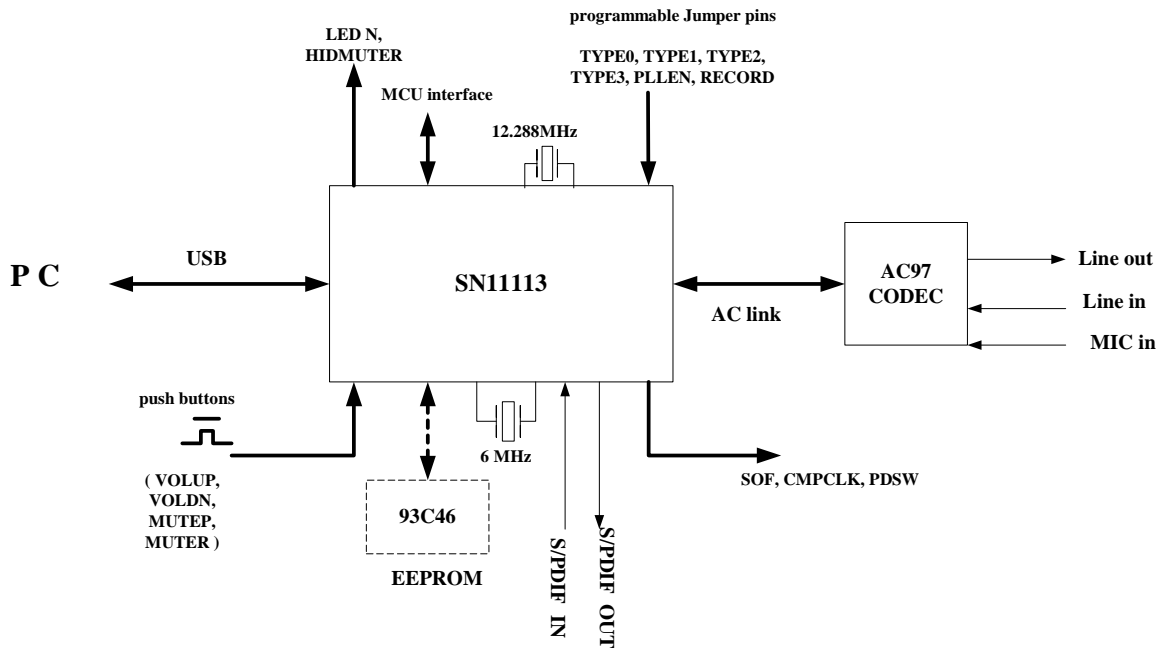 programmable Jumper pins
LED N,
HIDMUTER
TYPE0, TYPE1, TYPE2,
TYPE3, PLLEN, RECORD
MCU interface
12.288MHz
P C
USB
SN11113
AC link
AC97
CODEC
Line out
Line in
MIC in
push buttons
( VOLUP,
VOLDN,
MUTEP,
MUTER )
6 MHz
93C46
EEPROM
S/PDIF IN
S/PDIF OUT
SOF, CMPCLK, PDSW